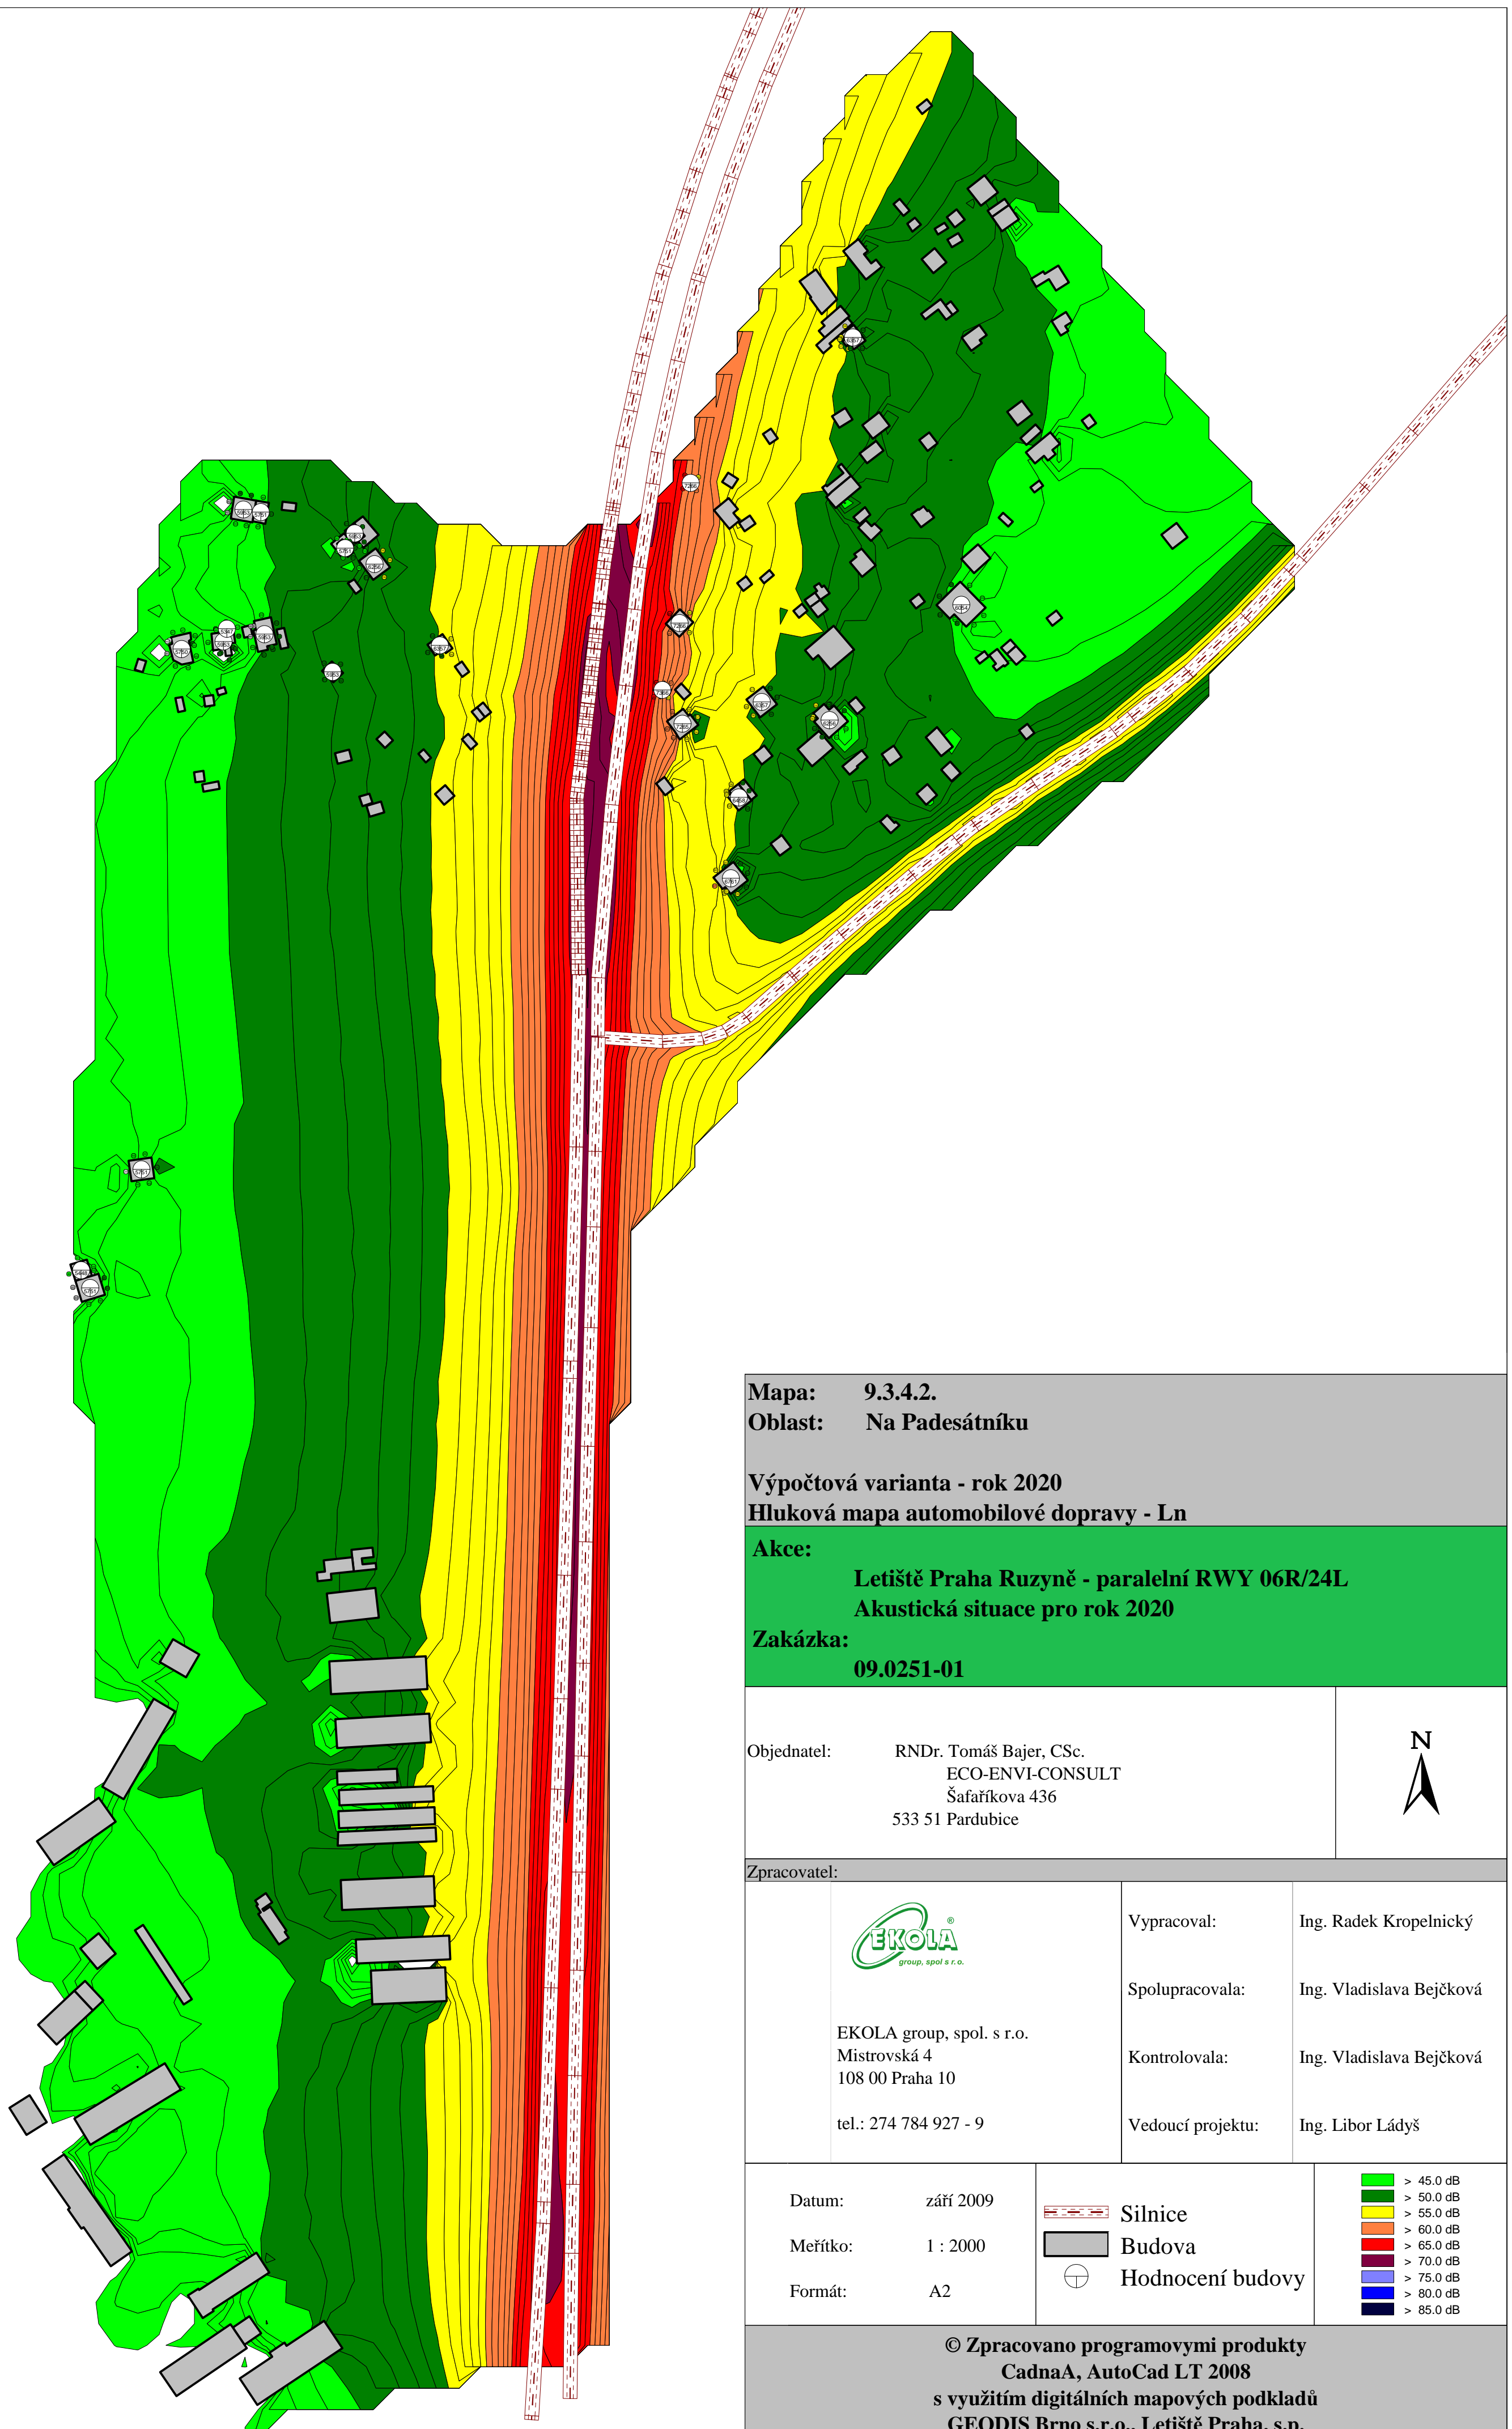 Mapa: 9.3.4.2.
Oblast: Na Padesátníku
Výpočtová varianta - rok 2020
Hluková mapa automobilové dopravy - Ln
Akce:
Letiště Praha Ruzyně - paralelní RWY 06R/24L
Akustická situace pro rok 2020
Zakázka:
09.0251-01
Objednatel: RNDr. Tomáš Bajer, CSc.
ECO-ENVI-CONSULT
Šafaříkova 436
533 51 Pardubice
N
Zpracovatel:
EKOLA ®
group, spol s r.o.
EKOLA group, spol. s r.o.
Mistrovská 4
108 00 Praha 10
tel.: 274 784 927 - 9
Vypracoval: Ing. Radek Kropelnický
Spolupracovala: Ing. Vladislava Bejčková
Kontrolovala: Ing. Vladislava Bejčková
Vedoucí projektu: Ing. Libor Ládyš
Datum: září 2009
Meřítko: 1 : 2000
Formát: A2
Silnice
Budova
Hodnocení budovy
> 45.0 dB
> 50.0 dB
> 55.0 dB
> 60.0 dB
> 65.0 dB
> 70.0 dB
> 75.0 dB
> 80.0 dB
> 85.0 dB
© Zpracovano programovymi produkty
CadnaA, AutoCad LT 2008
s využitím digitálních mapových podkladů
GEODIS Brno s.r.o., Letiště Praha, s.p.